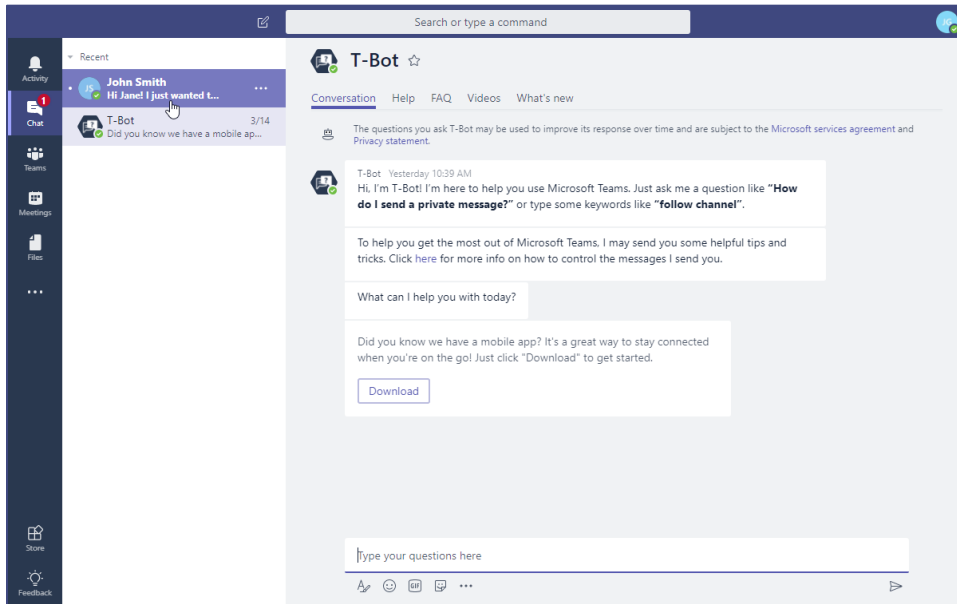 Search or type a command
JG
Activity
1
Chat
Teams
Meetings
Files
Store
Feedback
Recent
JS
John Smith
Hi Jane! I just wanted t...
T-Bot
3/14
Did you know we have a mobile ap...
T-Bot
Conversation
Help
FAQ
Videos
What's new
The questions you ask T-Bot may be used to improve its response over time and are subject to the Microsoft services agreement and
Privacy statement.
T-Bot Yesterday 10:39 AM
Hi, I'm T-Bot! I'm here to help you use Microsoft Teams. Just ask me a question like "How
do I send a private message?" or type some keywords like "follow channel".
To help you get the most out of Microsoft Teams, I may send you some helpful tips and
tricks. Click here for more info on how to control the messages I send you.
What can I help you with today?
Did you know we have a mobile app? It's a great way to stay connected
when you're on the go! Just click "Download" to get started.
Download
Type your questions here
GIF